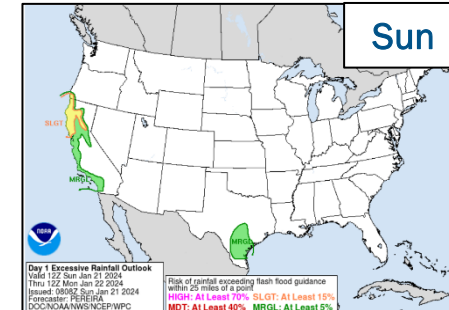 Sun
SLGT
MRGL
MRGL
NOAA
Day 1 Excessive Rainfall Outlook
Valid 12Z Sun Jan 21 2024
Thru 12Z Mon Jan 22 2024
Issued: 0808Z Sun Jan 21 2024
Forecaster: PEREIRA
DOC/NOAA/NWS/NCEP/WPC
Risk of rainfall exceeding flash flood guidance
within 25 miles of a point
HIGH: At Least 70% SLGT: At Least 15%
MDT: At Least 40% MRGL: At Least 5%